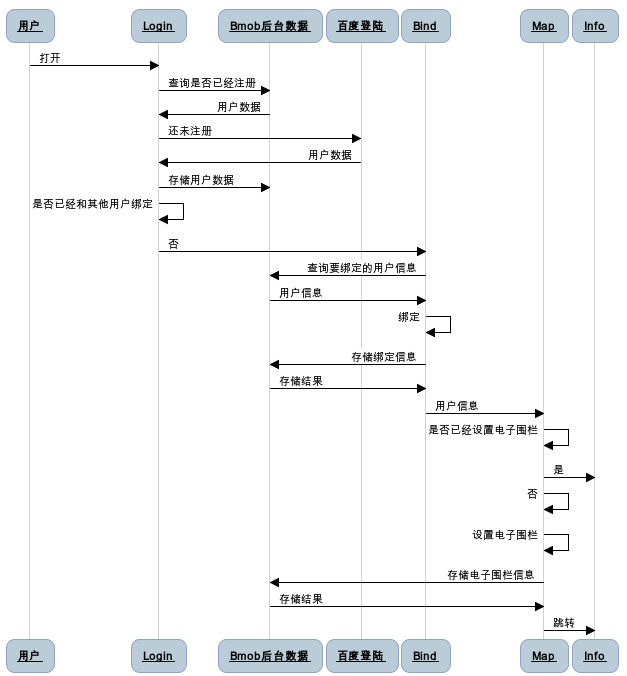 用户
Login
Bmob后台数据
百度登陆
Bind
Map
Info
打开
查询是否已经注册
用户数据
还未注册
用户数据
存储用户数据
是否已经和其他用户绑定
否
查询要绑定的用户信息
用户信息
绑定
存储绑定信息
存储结果
用户信息
是否已经设置电子围栏
是
否
设置电子围栏
存储电子围栏信息
存储结果
跳转
用户
Login
Bmob后台数据
百度登陆
Bind
Map
Info